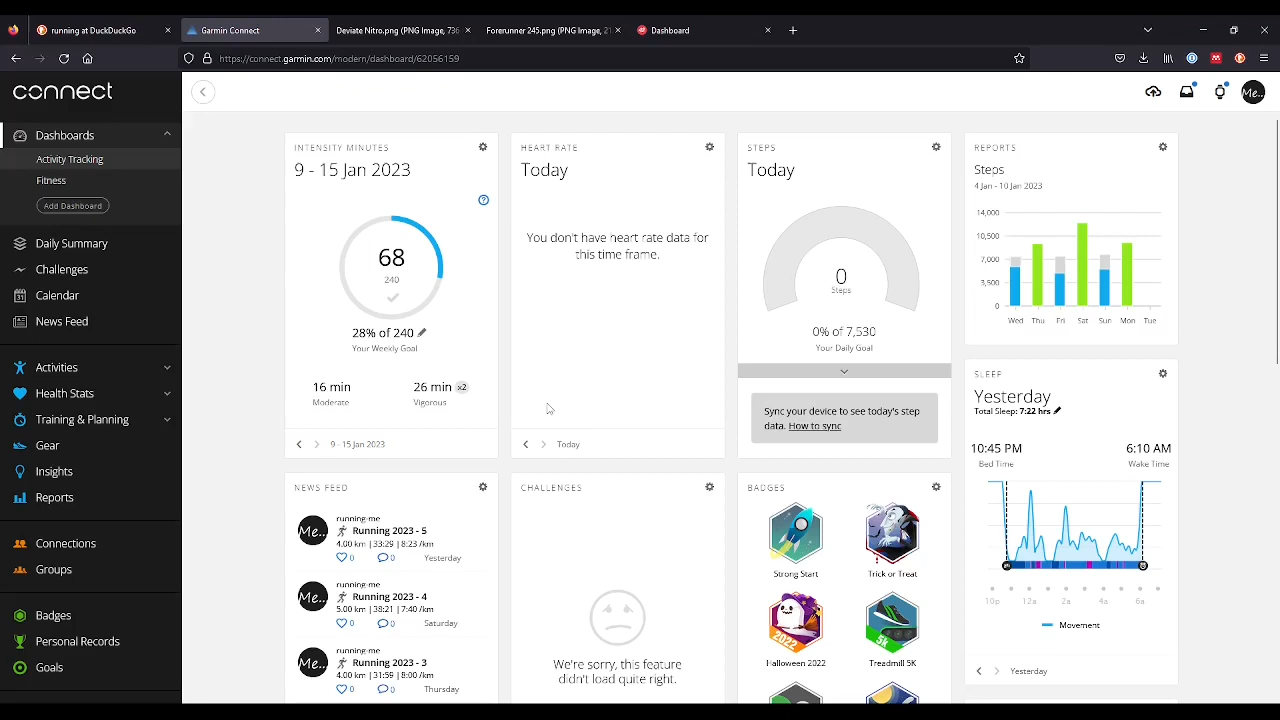 running at DuckDuckGo
Garmin Connect
Deviate Nitro.png (PNG Image, 736
Forerunner 245.png (PNG Image, 21
Dashboard
https://connect.garmin.com/modern/dashboard/62056159
connect
Me..
Dashboards
Activity Tracking
Fitness
Add Dashboard
Daily Summary
Challenges
Calendar
News Feed
Activities
Health Stats
Training & Planning
Gear
Insights
Reports
Connections
Groups
Badges
Personal Records
Goals
INTENSITY MINUTES
9 - 15 Jan 2023
68
240
28% of 240
Your Weekly Goal
16 min
Moderate
26 min x2
Vigorous
9 - 15 Jan 2023
HEART RATE
Today
You don't have heart rate data for
this time frame.
Today
STEPS
Today
0
Steps
0% of 7,530
Your Daily Goal
Sync your device to see today's step
data. How to sync
REPORTS
Steps
4 Jan - 10 Jan 2023
14,000
10,500
7,000
3,500
0
Wed Thu Fri Sat Sun Mon Tue
SLEEP
Yesterday
Total Sleep: 7:22 hrs
10:45 PM
Bed Time
6:10 AM
Wake Time
10p 12a 2a 4a 6a
Movement
Yesterday
NEWS FEED
Me..
running-me
Running 2023 - 5
4.00 km | 33:29 | 8:23 /km
0 0 Yesterday
Me..
running-me
Running 2023 - 4
5.00 km | 38:21 | 7:40 /km
0 0 Saturday
Me..
running-me
Running 2023 - 3
4.00 km | 31:59 | 8:00 /km
0 0 Thursday
CHALLENGES
We're sorry, this feature
didn't load quite right.
BADGES
Strong Start
Trick or Treat
2022
Halloween 2022
5k
Treadmill 5K